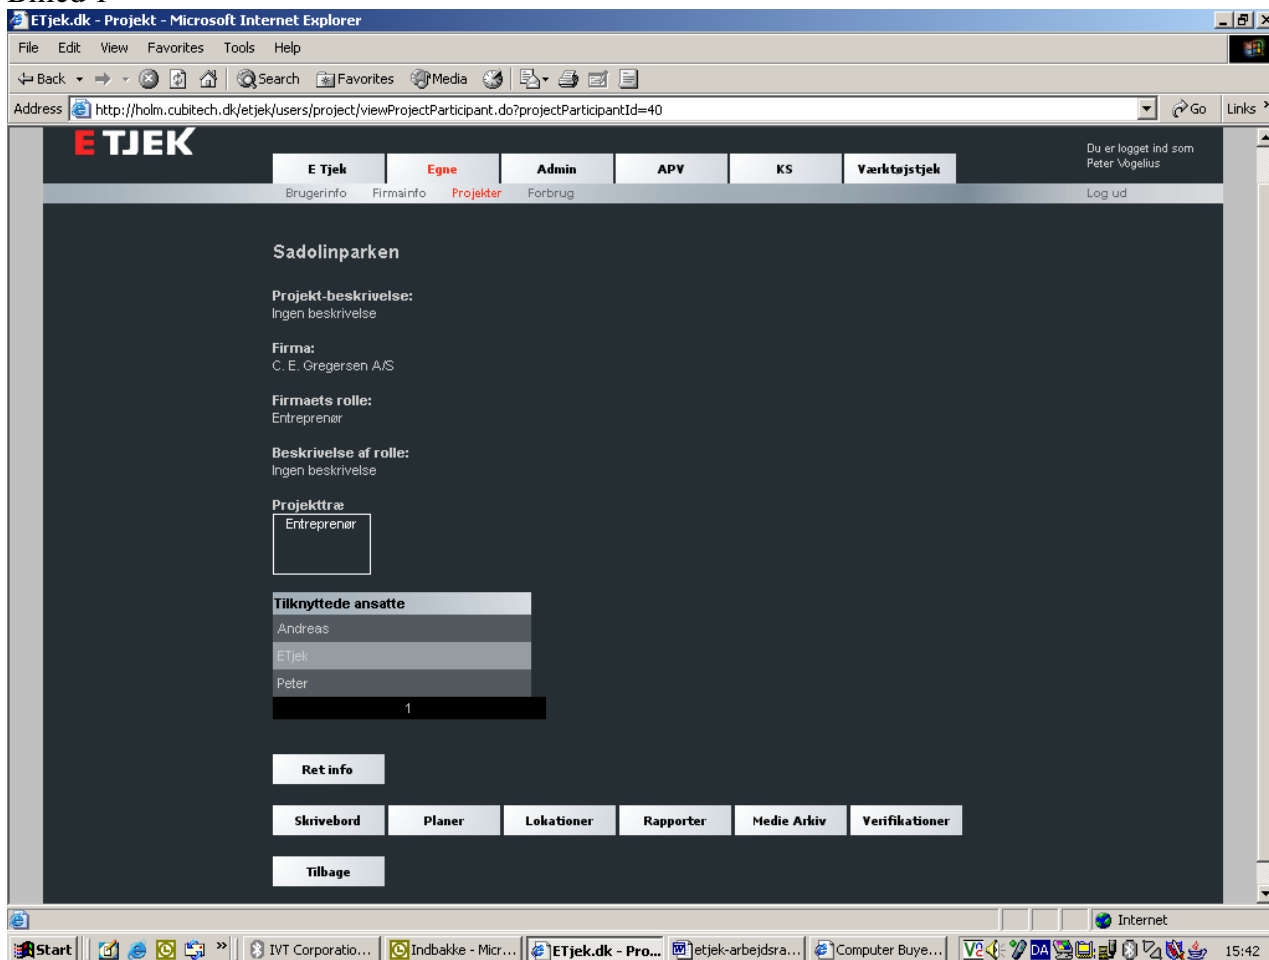 ETjek.dk - Projekt - Microsoft Internet Explorer
File Edit View Favorites Tools Help
Back Search Favorites Media
Address http://holm.cubitech.dk/etjek/users/project/viewProjectParticipant.do?projectParticipantId=40 Go Links
E TJEK
Du er logget ind som
Peter Vogelius
E Tjek Egne Admin APV KS Værktøjstjek
Brugerinfo Firmainfo Projekter Forbrug Log ud
Sadolinparken
Projekt-beskrivelse:
Ingen beskrivelse
Firma:
C. E. Gregersen A/S
Firmaets rolle:
Entreprenør
Beskrivelse af rolle:
Ingen beskrivelse
Projekttræ
Entreprenør
Tilknyttede ansatte
Andreas
ETjek
Peter
1
Ret info
Skrivebord Planer Lokationer Rapporter Medie Arkiv Verifikationer
Tilbage
Internet
Start » IVT Corporatio... Indbakke - Micr... ETjek.dk - Pro... etjek-arbejdsra... Computer Buye... DA 15:42